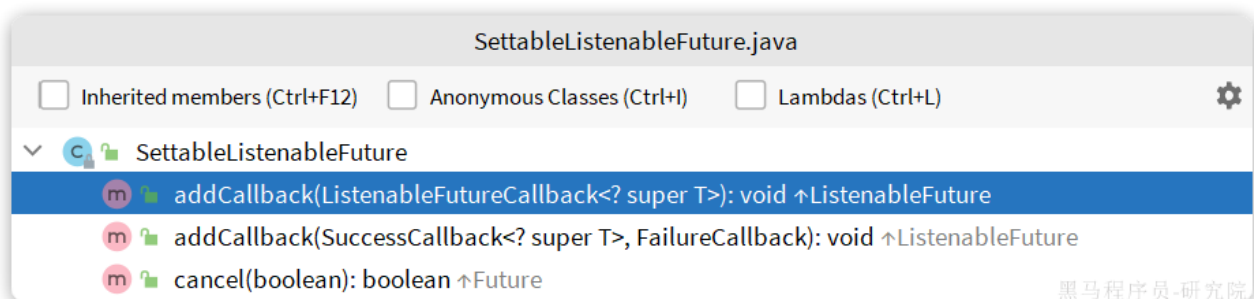 SettableListenableFuture.java
Inherited members (Ctrl+F12) Anonymous Classes (Ctrl+I) Lambdas (Ctrl+L)
SettableListenableFuture
addCallback(ListenableFutureCallback<? super T>): void ↑ListenableFuture
addCallback(SuccessCallback<? super T>, FailureCallback): void ↑ListenableFuture
cancel(boolean): boolean ↑Future
黑马程序员-研究院